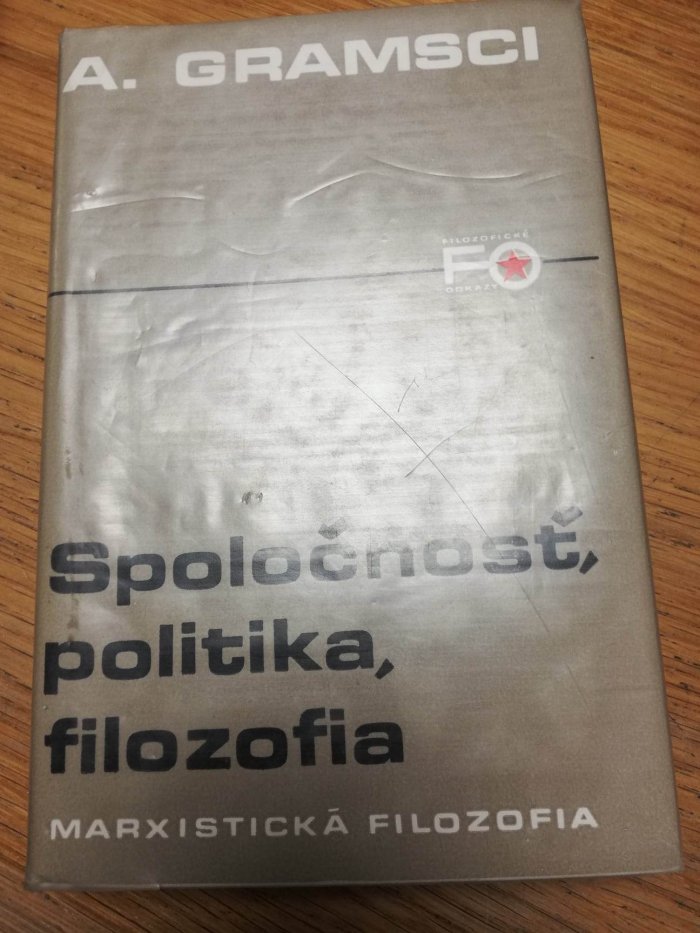 A. GRAMSCI
FILOZOFICKÉ
FO
ODKAZY
Spoločnosť,
politika,
filozofia
MARXISTICKÁ FILOZOFIA